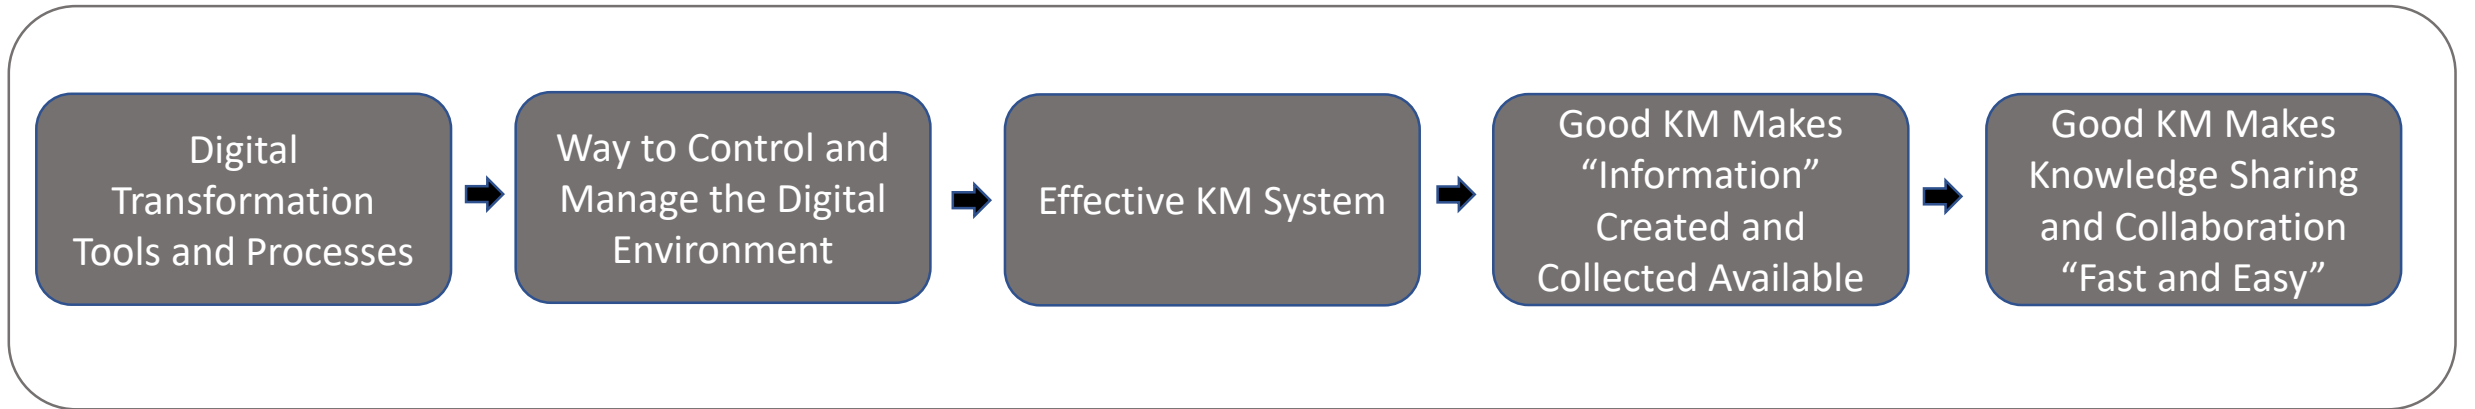 Digital
Transformation
Tools and Processes
Way to Control and
Manage the Digital
Environment
Effective KM System
Good KM Makes
“Information”
Created and
Collected Available
Good KM Makes
Knowledge Sharing
and Collaboration
“Fast and Easy”